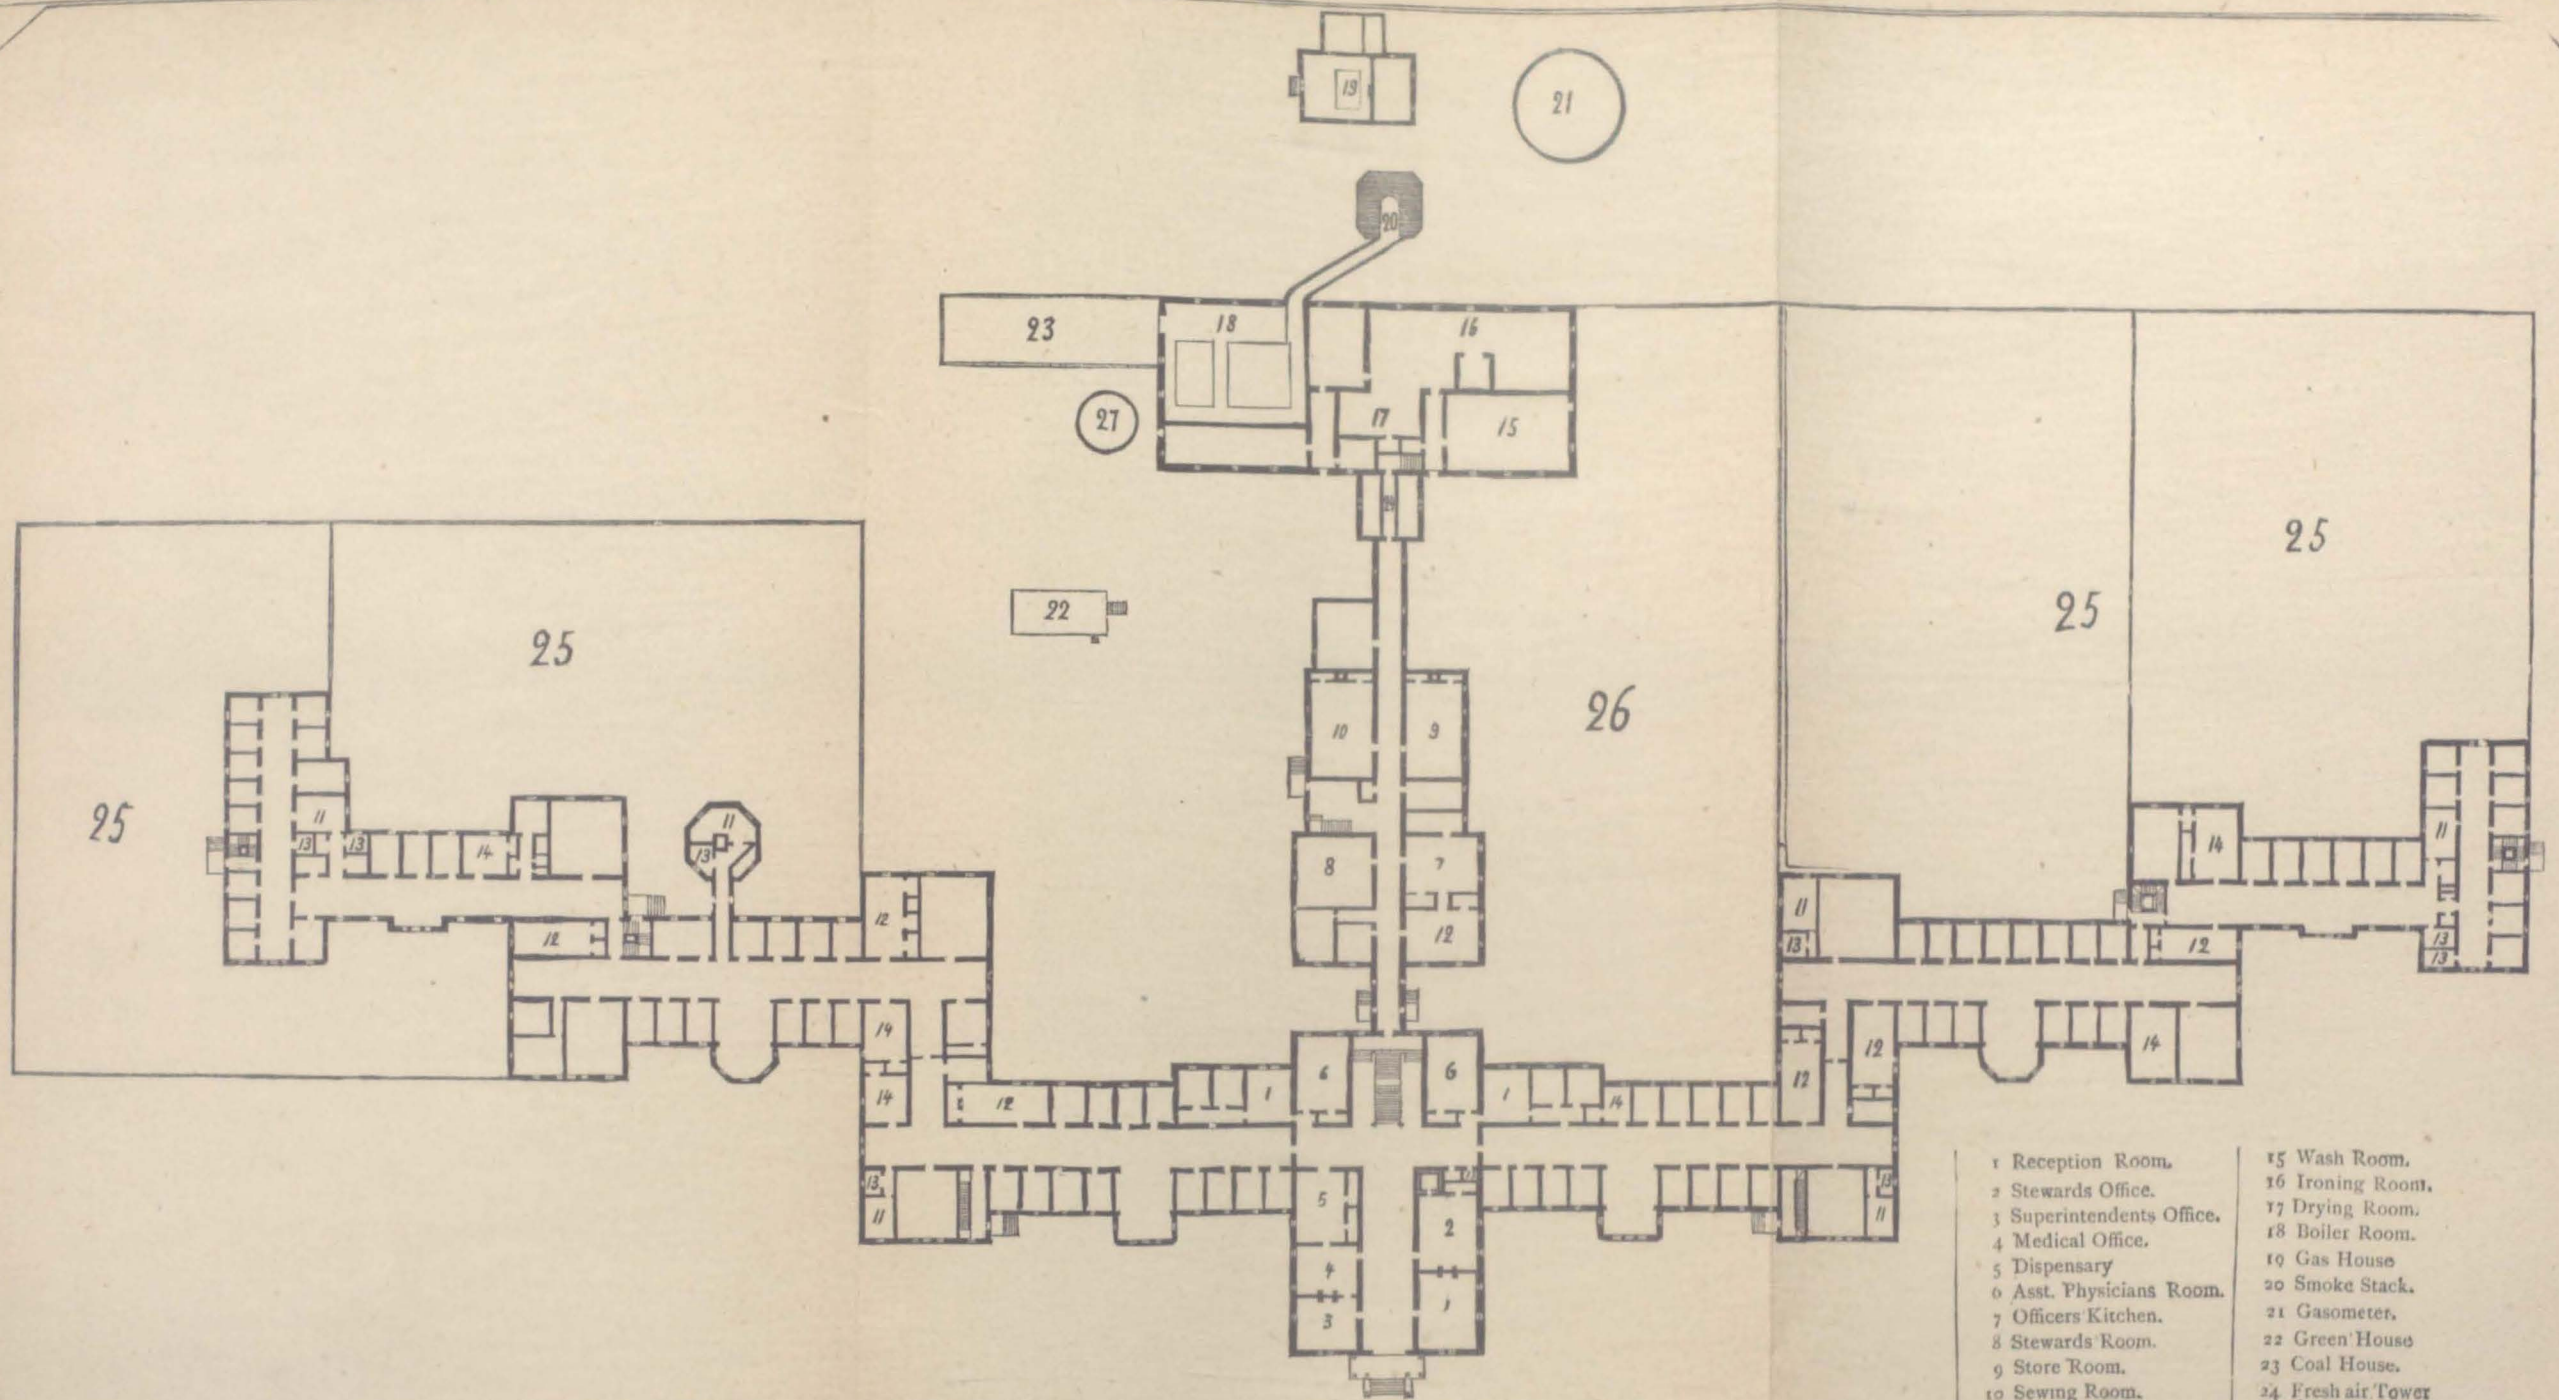 19
21
20
23
18
16
27
17
15
24
22
25
25
25
25
26
10
9
11
13
13
14
11
13
8
7
12
12
12
11
13
14
12
14
12
13
13
14
14
12
1
6
6
1
14
12
12
14
13
11
5
11
2
13
11
4
3
1
1 Reception Room.
2 Stewards Office.
3 Superintendents Office.
4 Medical Office.
5 Dispensary
6 Asst. Physicians Room.
7 Officers Kitchen.
8 Stewards Room.
9 Store Room.
10 Sewing Room.
15 Wash Room.
16 Ironing Room.
17 Drying Room.
18 Boiler Room.
19 Gas House
20 Smoke Stack.
21 Gasometer.
22 Green House
23 Coal House.
24 Fresh air Tower